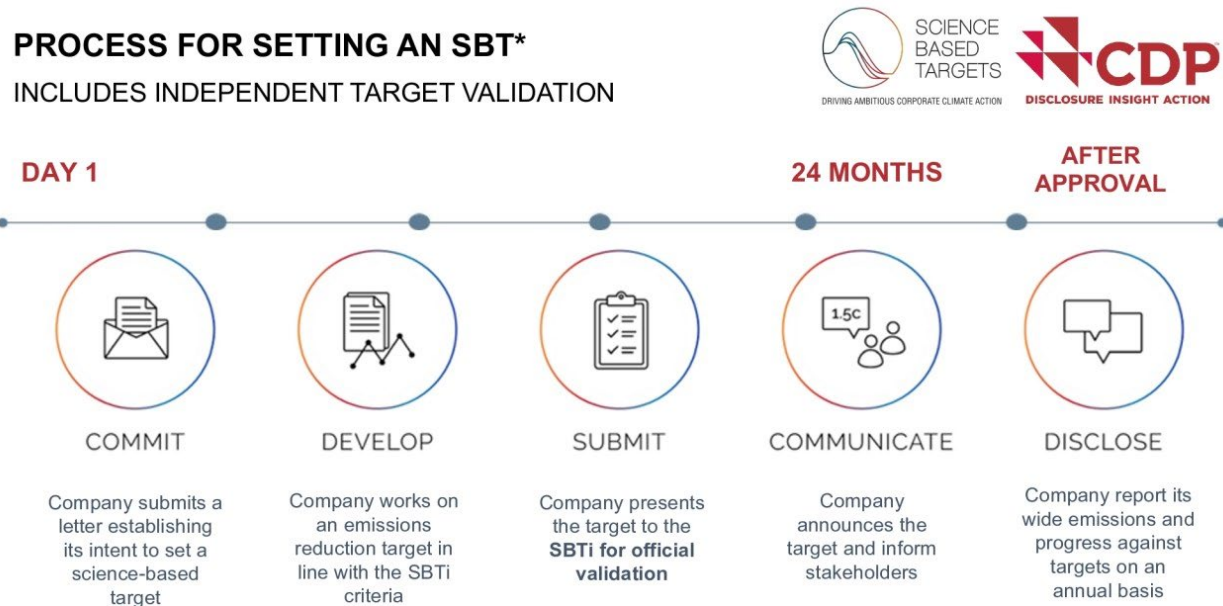 PROCESS FOR SETTING AN SBT*
INCLUDES INDEPENDENT TARGET VALIDATION
SCIENCE
BASED
TARGETS
DRIVING AMBITIOUS CORPORATE CLIMATE ACTION
CDP
DISCLOSURE INSIGHT ACTION
DAY 1
24 MONTHS
AFTER
APPROVAL
1.5C
COMMIT
DEVELOP
SUBMIT
COMMUNICATE
DISCLOSE
Company submits a
letter establishing
its intent to set a
science-based
target
Company works on
an emissions
reduction target in
line with the SBTi
criteria
Company presents
the target to the
SBTi for official
validation
Company
announces the
target and inform
stakeholders
Company report its
wide emissions and
progress against
targets on an
annual basis